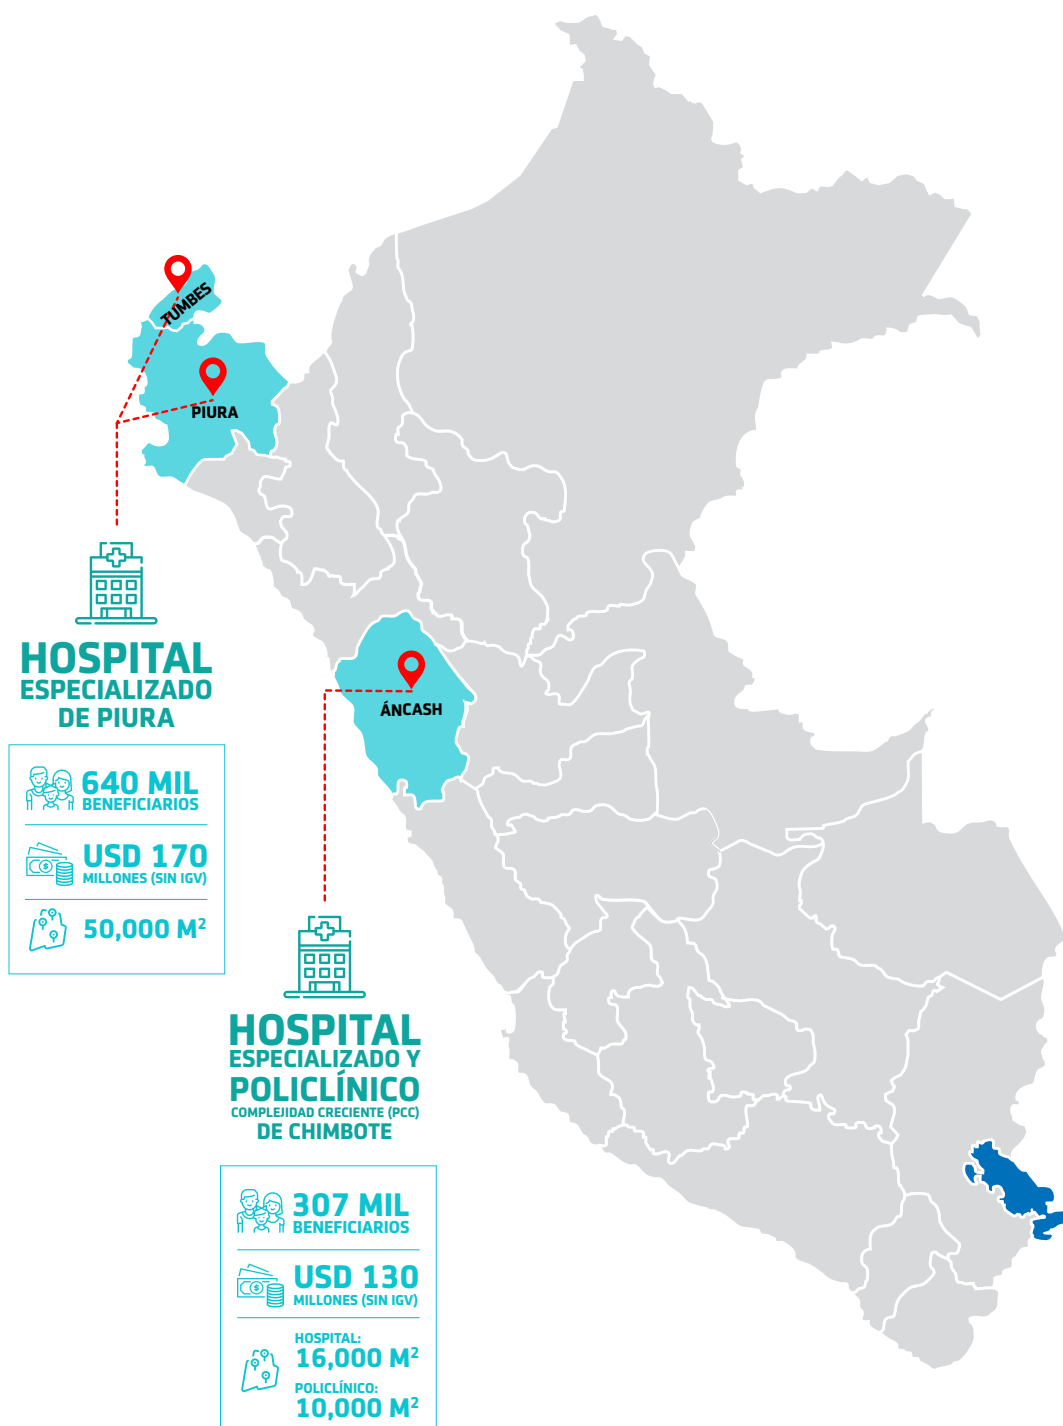 TUMBES
PIURA
HOSPITAL
ESPECIALIZADO
DE PIURA
640 MIL
BENEFICIARIOS
USD 170
MILLONES (SIN IGV)
50,000 M²
ÁNCASH
HOSPITAL
ESPECIALIZADO Y
POLICLÍNICO
COMPLEJIDAD CRECIENTE (PCC)
DE CHIMBOTE
307 MIL
BENEFICIARIOS
USD 130
MILLONES (SIN IGV)
HOSPITAL:
16,000 M²
POLICLÍNICO:
10,000 M²